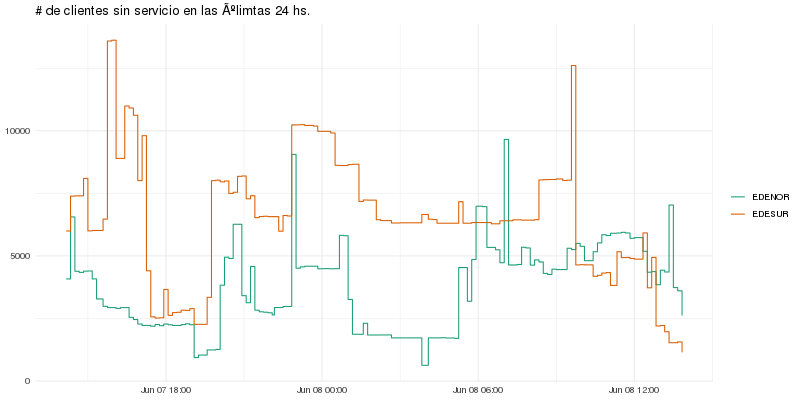 # de clientes sin servicio en las Ãºlimtas 24 hs.
10000
5000
0
Jun 07 18:00
Jun 08 00:00
Jun 08 06:00
Jun 08 12:00
EDENOR
EDESUR